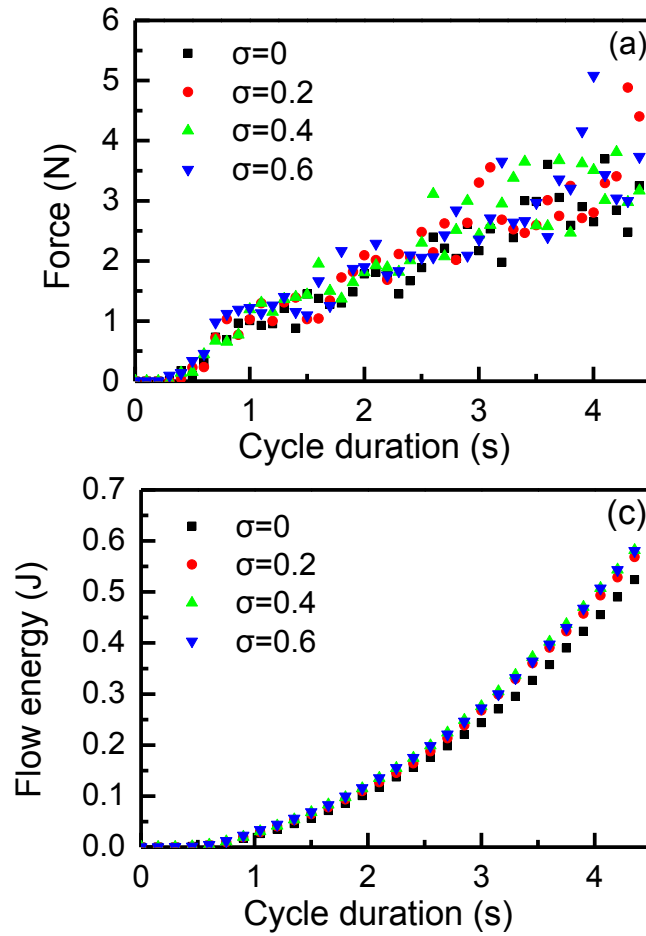 6
5
4
3
2
1
0
Force (N)
(a)
σ=0
σ=0.2
σ=0.4
σ=0.6
0 1 2 3 4
Cycle duration (s)
0.7
0.6
0.5
0.4
0.3
0.2
0.1
0.0
Flow energy (J)
(c)
σ=0
σ=0.2
σ=0.4
σ=0.6
0 1 2 3 4
Cycle duration (s)